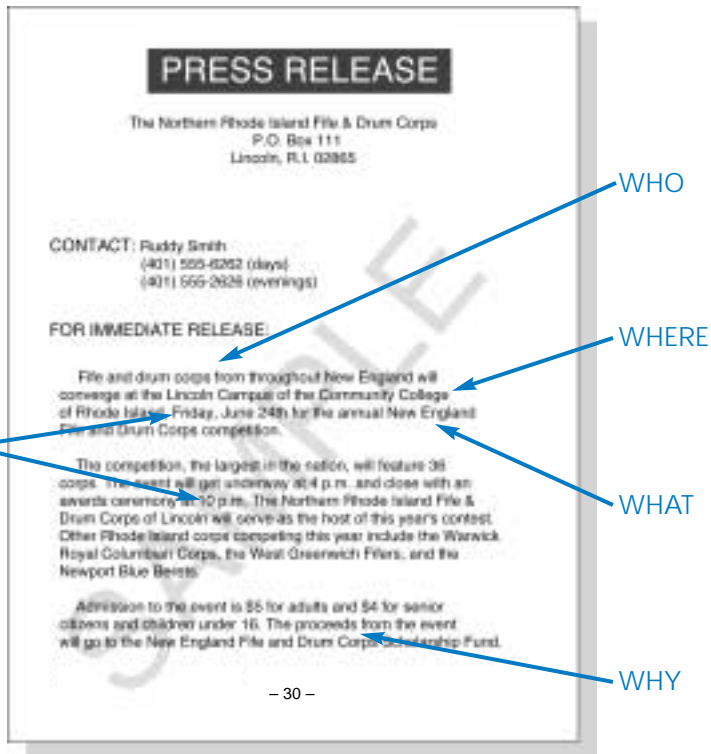 PRESS RELEASE
The Northern Rhode Island Fife & Drum Corps
P.O. Box 111
Lincoln, R.I. 02865
WHO
CONTACT: Ruddy Smith
(401) 555-6262 (days)
(401) 555-2626 (evenings)
FOR IMMEDIATE RELEASE:
WHERE
Fife and drum corps from throughout New England will
converge at the Lincoln Campus of the Community College
of Rhode Island, Friday, June 24th for the annual New England
Fife and Drum Corps competition.
The competition, the largest in the nation, will feature 36
corps. The event will get underway at 4 p.m. and close with an
awards ceremony at 10 p.m. The Northern Rhode Island Fife &
WHAT
Drum Corps of Lincoln will serve as the host of this year's contest.
Other Rhode Island corps competing this year include the Warwick
Royal Columbian Corps, the West Greenwich Fifers, and the
Newport Blue Berets.
Admission to the event is $5 for adults and $4 for senior
citizens and children under 16. The proceeds from the event
will go to the New England Fife and Drum Corps Scholarship Fund.
WHY
– 30 –
SAMPLE